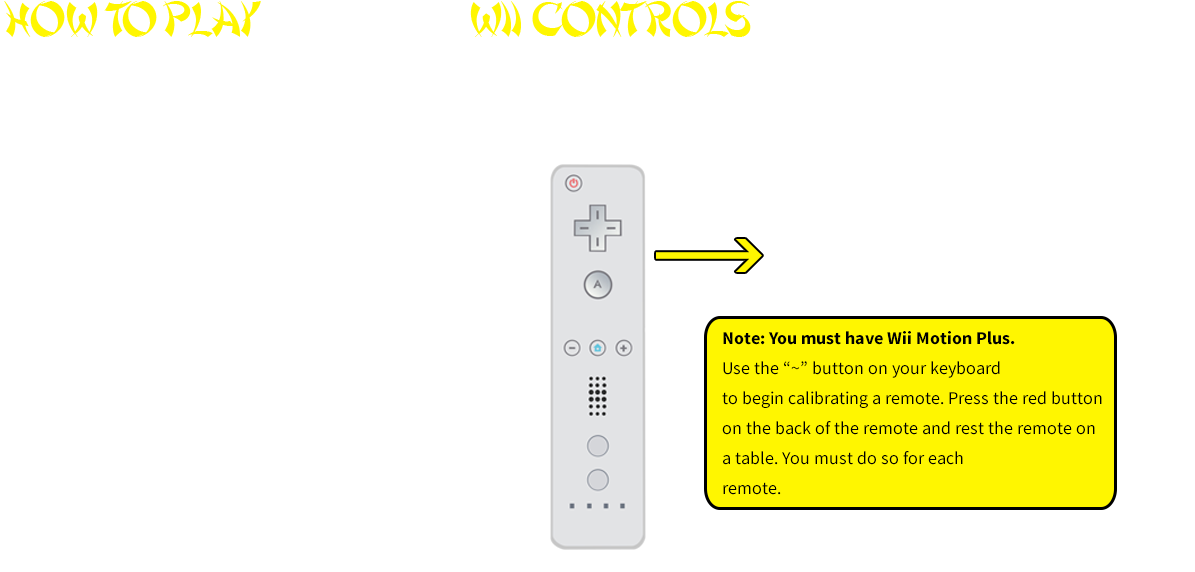 HOW TO PLAY
WII CONTROLS
A
Note: You must have Wii Motion Plus.
Use the “~” button on your keyboard
to begin calibrating a remote. Press the red button
on the back of the remote and rest the remote on
a table. You must do so for each
remote.